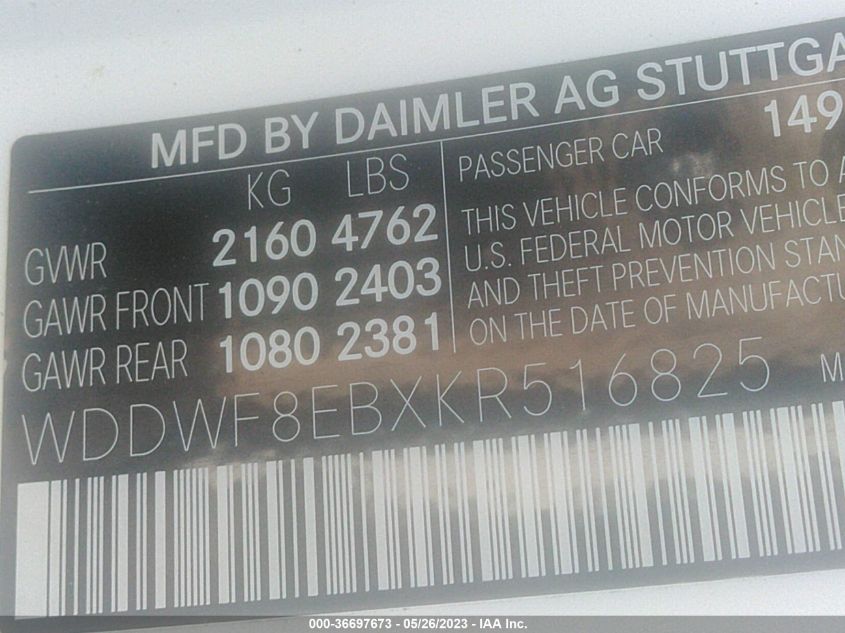 MFD BY DAIMLER AG STUTTGA
KG LBS
GVWR 2160 4762
GAWR FRONT 1090 2403
GAWR REAR 1080 2381
PASSENGER CAR 149
THIS VEHICLE CONFORMS TO A
U.S. FEDERAL MOTOR VEHICLE
AND THEFT PREVENTION STAN
ON THE DATE OF MANUFACTU
WDDWF8EBXKR516825 M
000-36697673 - 05/26/2023 - IAA Inc.